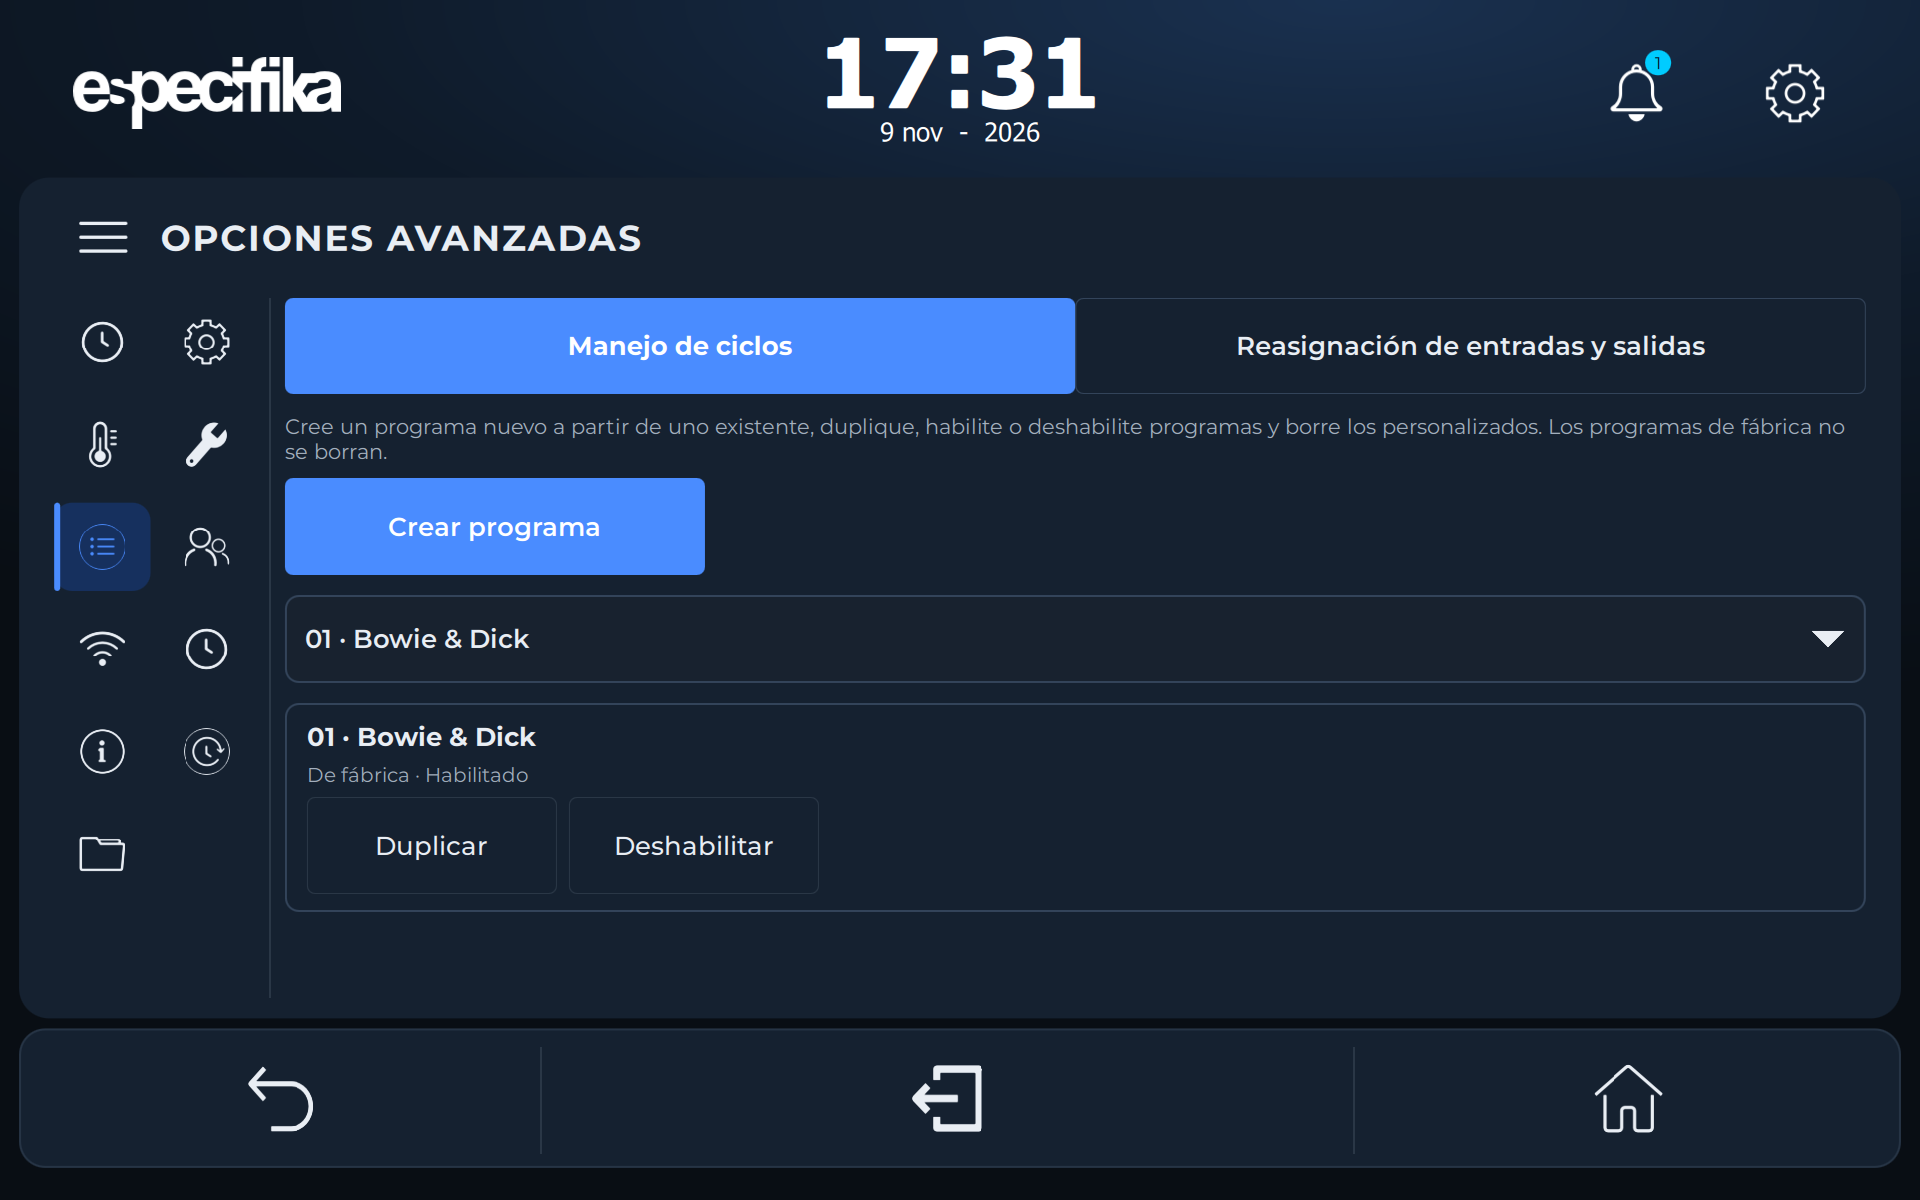 especifika
17:31
1
9 nov - 2026
OPCIONES AVANZADAS
Manejo de ciclos
Reasignación de entradas y salidas
Cree un programa nuevo a partir de uno existente, duplique, habilite o deshabilite programas y borre los personalizados. Los programas de fábrica no
se borran.
Crear programa
01 · Bowie & Dick
01 · Bowie & Dick
De fábrica · Habilitado
Duplicar
Deshabilitar